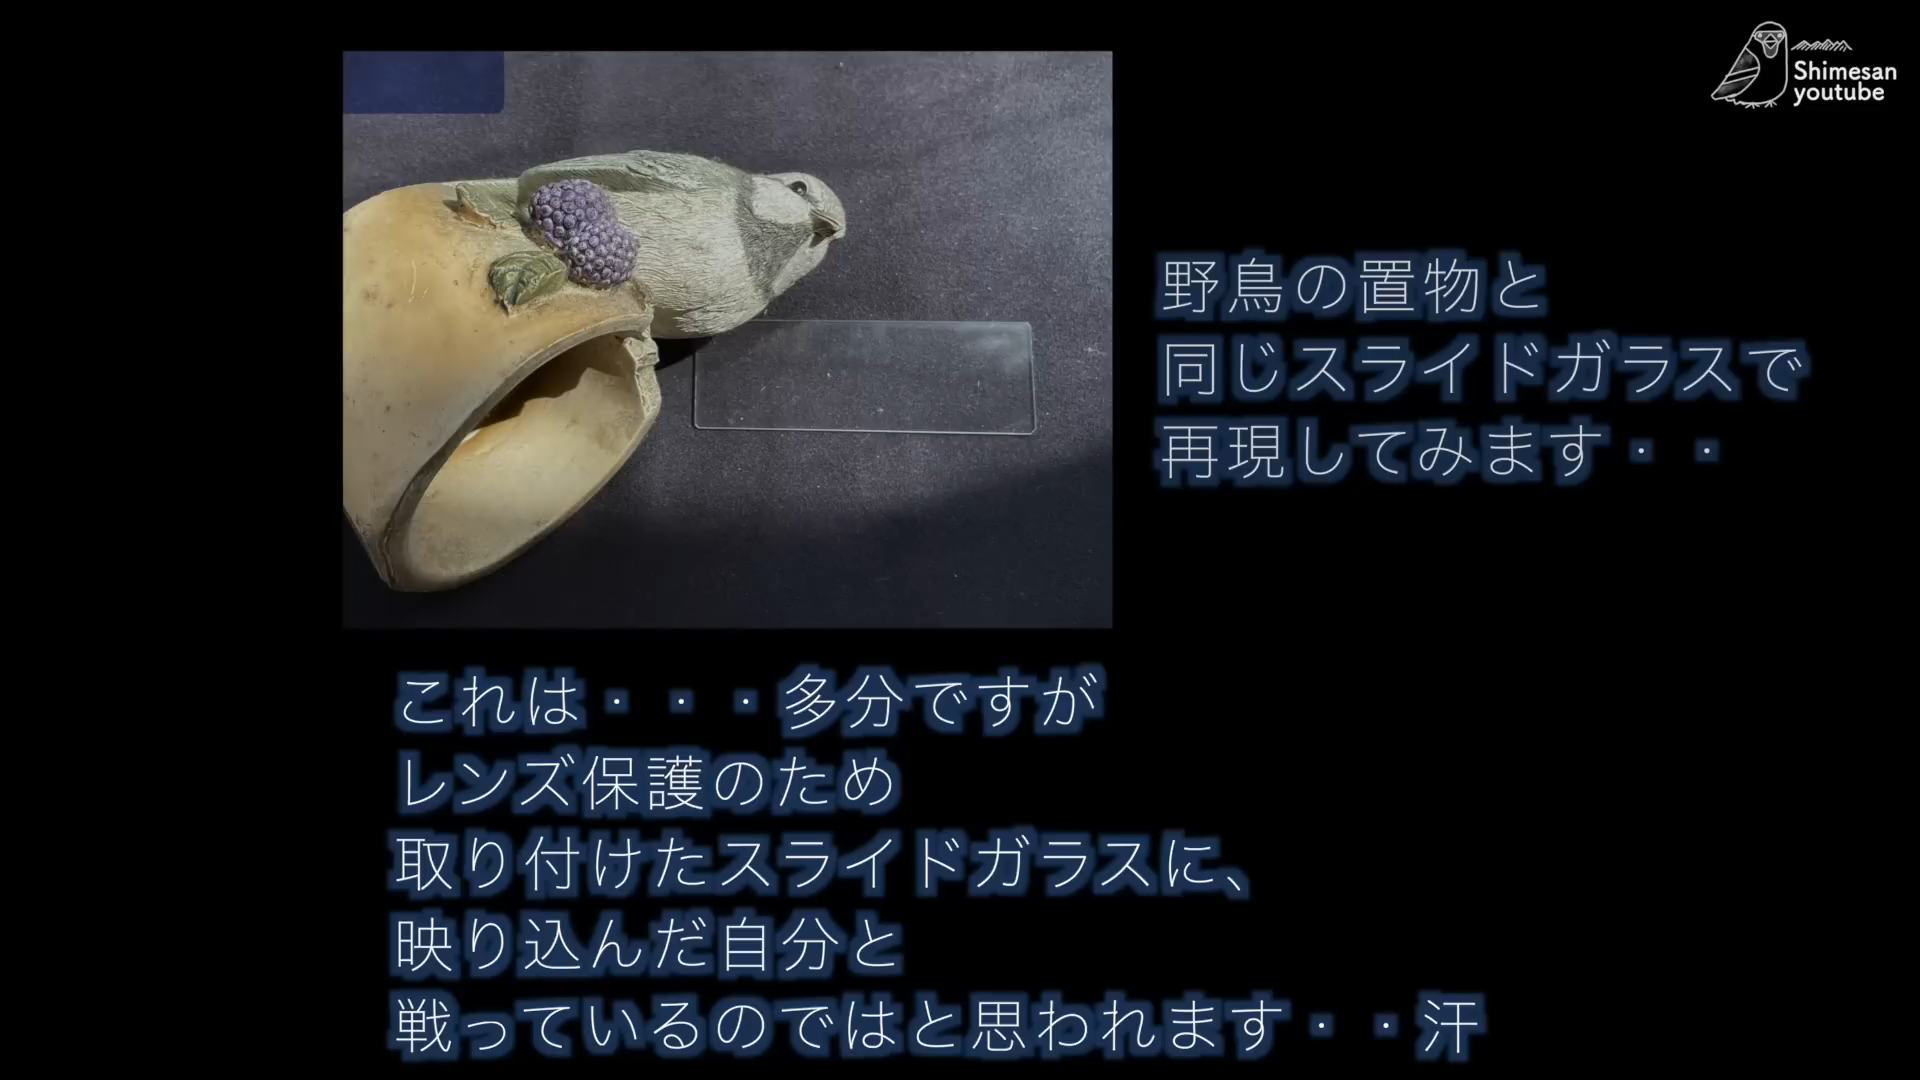 Shimesan
youtube
野鳥の置物と
同じスライドガラスで
再現してみます・・
これは・・・多分ですが
レンズ保護のため
取り付けたスライドガラスに、
映り込んだ自分と
戦っているのではと思われます・・汗